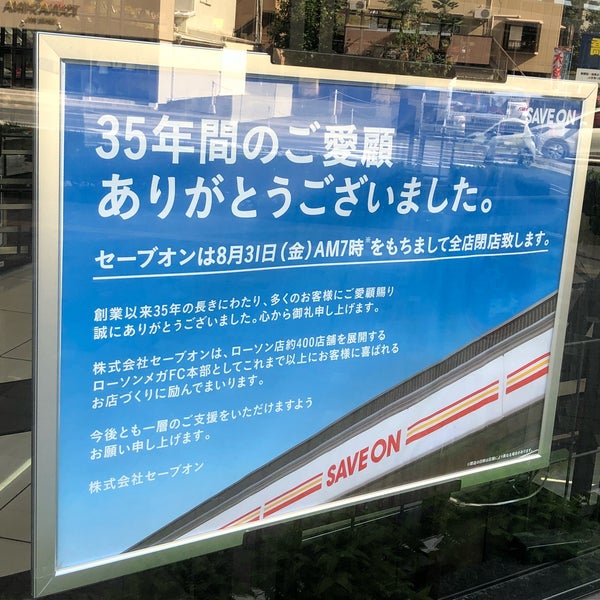 SAVE ON
35年間のご愛顧
ありがとうございました。
セーブオンは8月31日(金)AM7時※をもちまして全店閉店致します。
創業以来35年の長きにわたり、多くのお客様にご愛顧賜り
誠にありがとうございました。心から御礼申し上げます。
株式会社セーブオンは、ローソン店約400店舗を展開する
ローソンメガFC本部としてこれまで以上にお客様に喜ばれる
お店づくりに励んでまいります。
今後とも一層のご支援をいただけますよう
お願い申し上げます。
株式会社セーブオン
SAVE ON